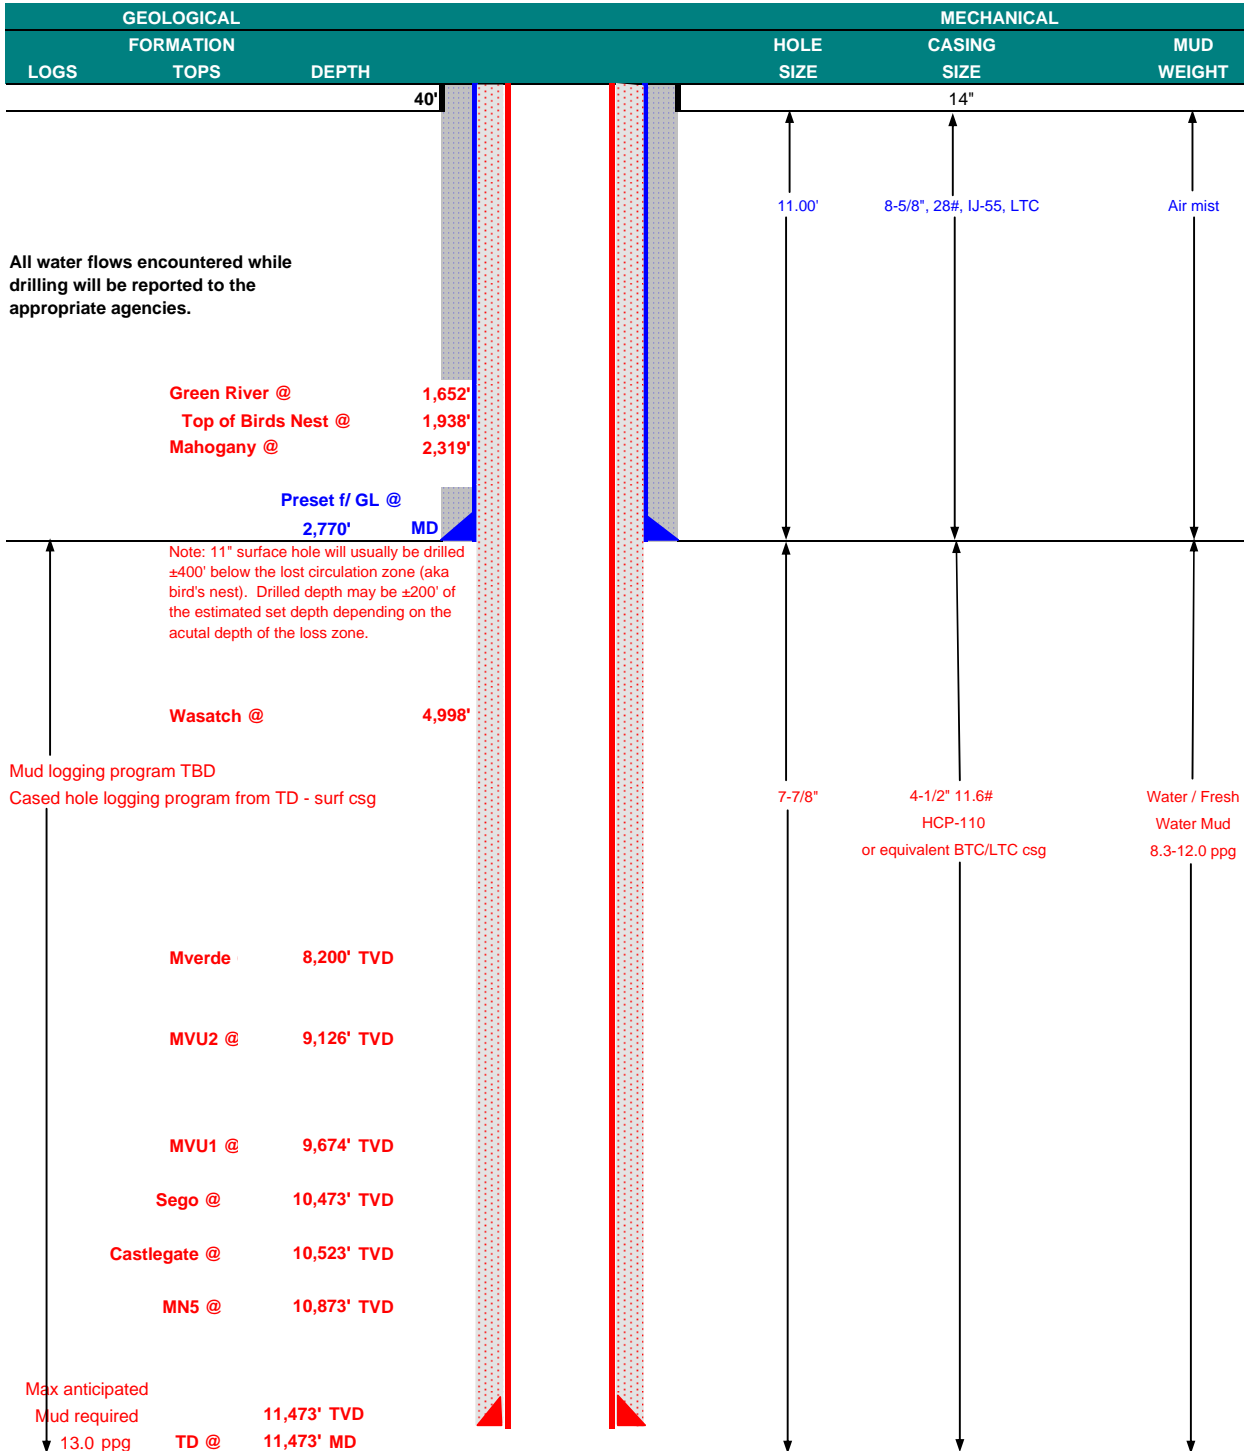 GEOLOGICAL MECHANICAL
FORMATION HOLE CASING MUD
LOGS TOPS DEPTH SIZE SIZE WEIGHT
40' 14"
11.00' 8-5/8", 28#, IJ-55, LTC Air mist
All water flows encountered while
drilling will be reported to the
appropriate agencies.
Green River @ 1,652'
Top of Birds Nest @ 1,938'
Mahogany @ 2,319'
Preset f/ GL @
2,770' MD
Note: 11" surface hole will usually be drilled
±400' below the lost circulation zone (aka
bird's nest). Drilled depth may be ±200' of
the estimated set depth depending on the
acutal depth of the loss zone.
Wasatch @ 4,998'
Mud logging program TBD
Cased hole logging program from TD - surf csg
7-7/8" 4-1/2" 11.6# Water / Fresh
HCP-110 Water Mud
or equivalent BTC/LTC csg 8.3-12.0 ppg
Mverde 8,200' TVD
MVU2 @ 9,126' TVD
MVU1 @ 9,674' TVD
Sego @ 10,473' TVD
Castlegate @ 10,523' TVD
MN5 @ 10,873' TVD
Max anticipated
Mud required 11,473' TVD
13.0 ppg TD @ 11,473' MD